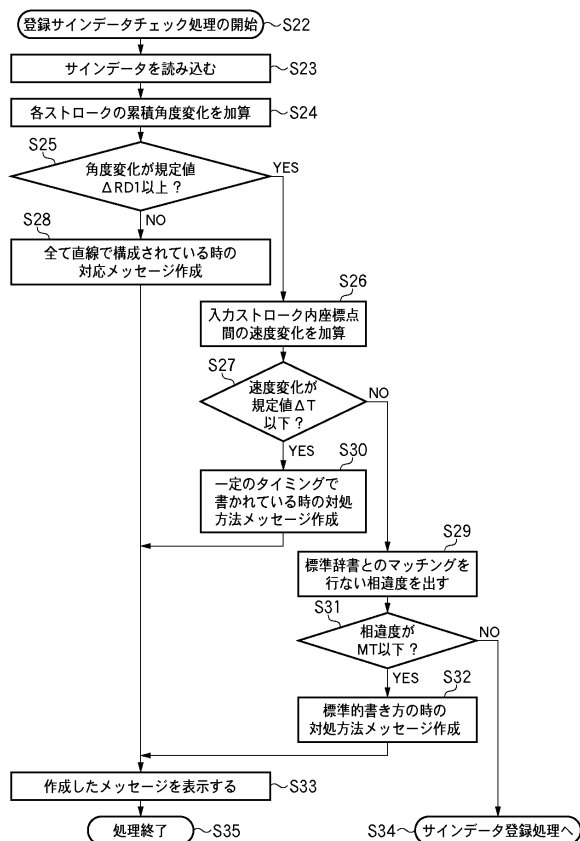 登録サインデータチェック処理の開始
S22
サインデータを読み込む
S23
各ストロークの累積角度変化を加算
S24
S25
角度変化が規定値
ΔRD1以上？
YES
NO
S28
全て直線で構成されている時の
対応メッセージ作成
S26
入力ストローク内座標点
間の速度変化を加算
S27
速度変化が
規定値ΔT
以下？
NO
YES
S30
一定のタイミングで
書かれている時の対処
方法メッセージ作成
S29
標準辞書とのマッチングを
行ない相違度を出す
S31
相違度が
MT以下？
NO
YES
S32
標準的書き方の時の
対処方法メッセージ作成
作成したメッセージを表示する
S33
処理終了
S35
S34
サインデータ登録処理へ